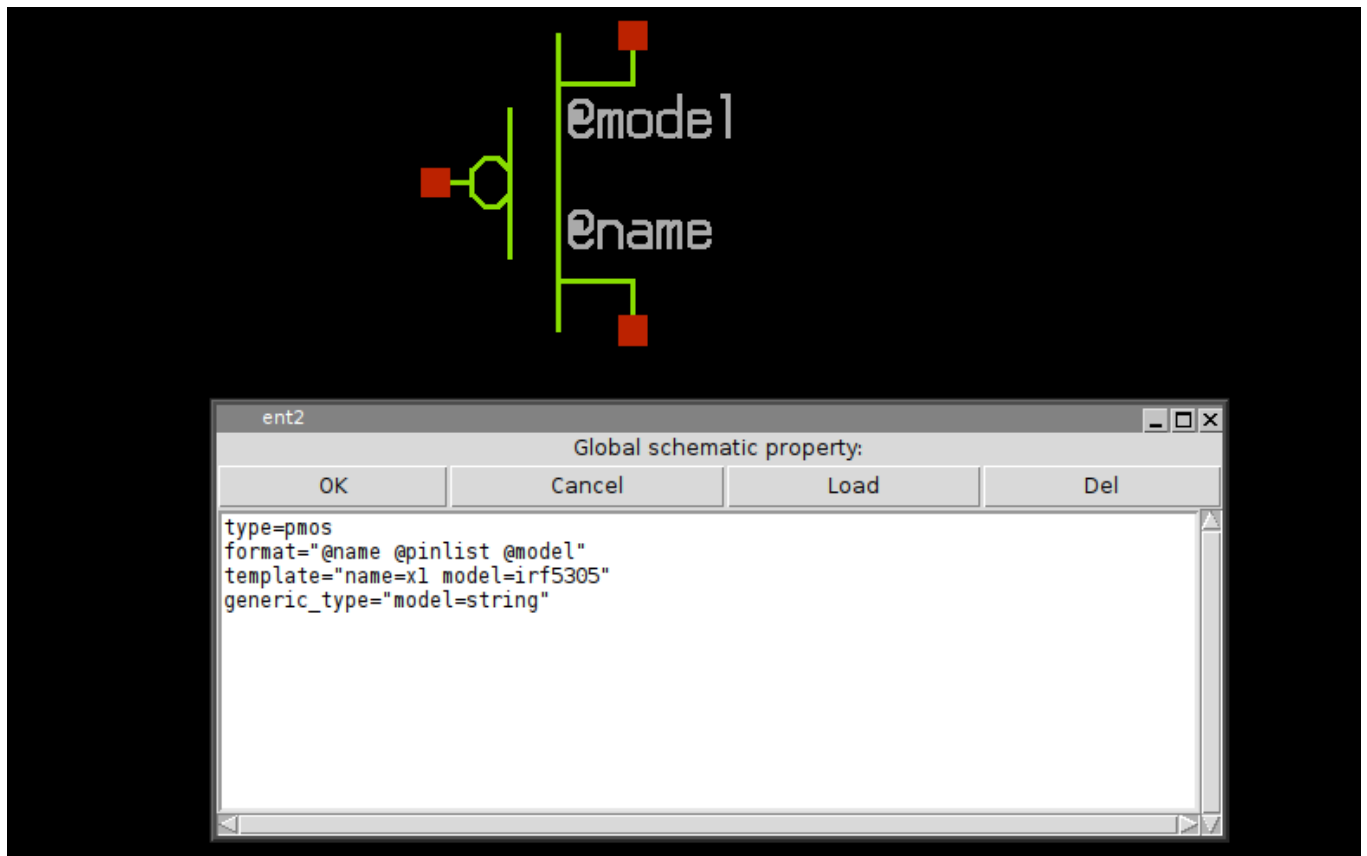 @model
@name
ent2
Global schematic property:
OK Cancel Load Del
type=pmos
format="@name @pinlist @model"
template="name=x1 model=irf5305"
generic_type="model=string"